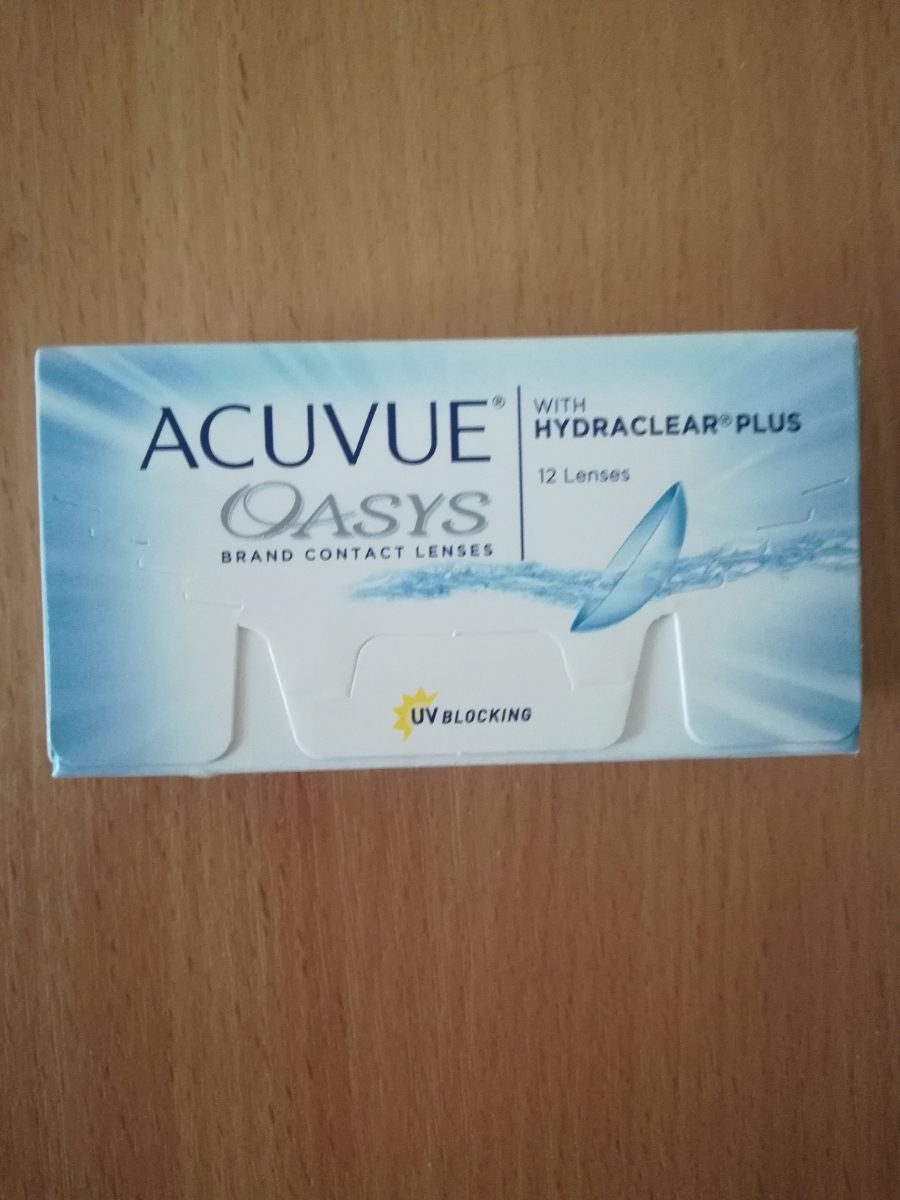 ACUVUE®
OASYS
BRAND CONTACT LENSES
WITH
HYDRACLEAR® PLUS
12 Lenses
UV BLOCKING